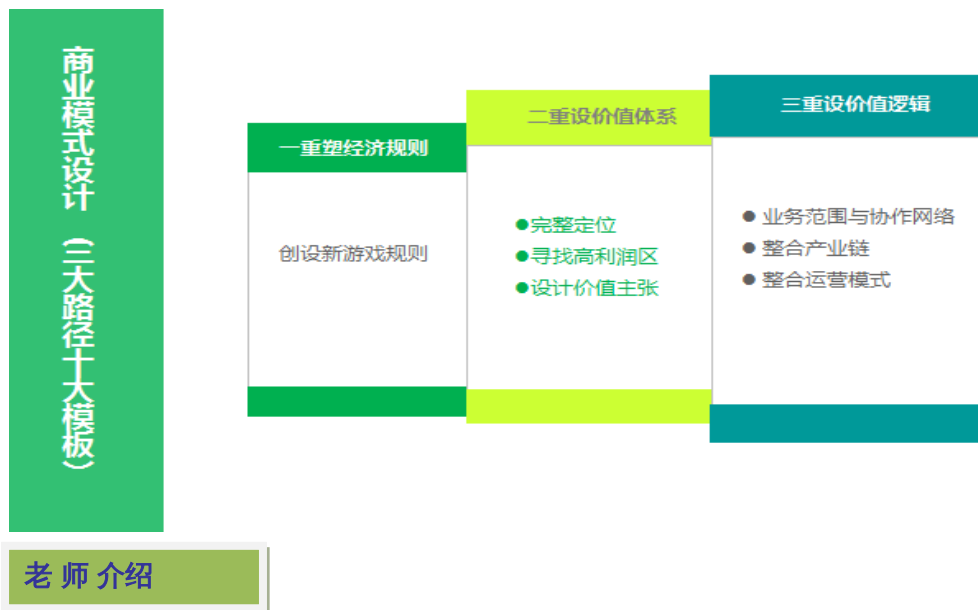 商业模式设计（三大路径十大模板）
一重塑经济规则
创设新游戏规则
二重设价值体系
●完整定位
●寻找高利润区
●设计价值主张
三重设价值逻辑
● 业务范围与协作网络
● 整合产业链
● 整合运营模式
老 师 介绍